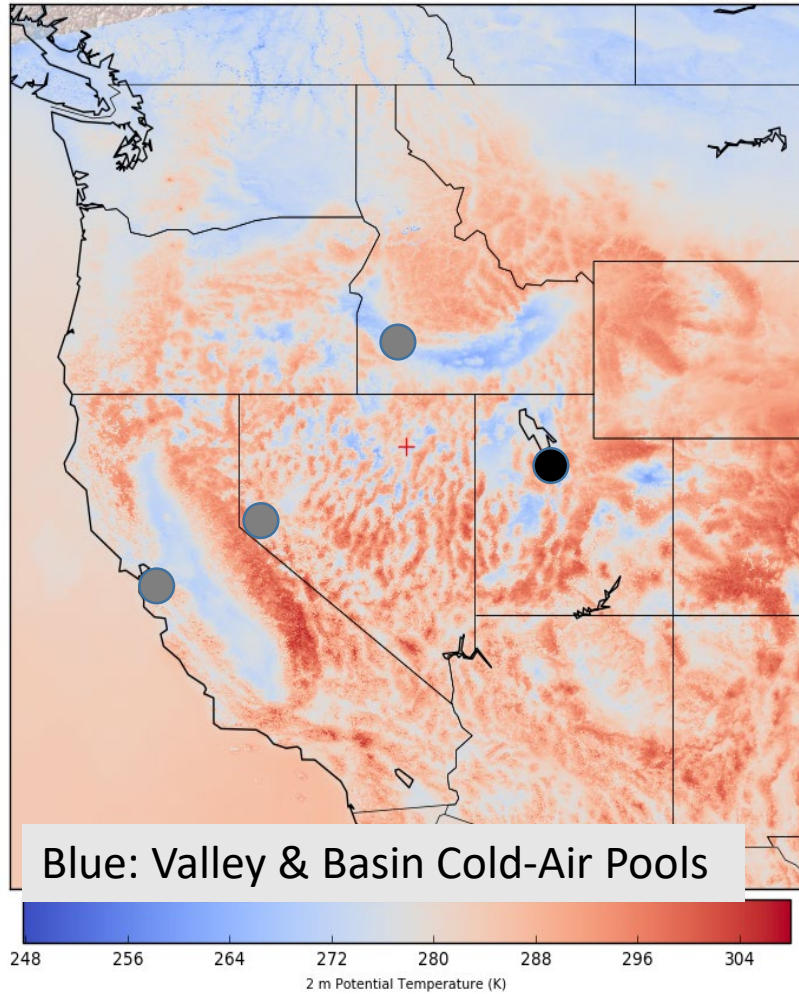 Blue: Valley & Basin Cold-Air Pools
248 256 264 272 280 288 296 304
2 m Potential Temperature (K)